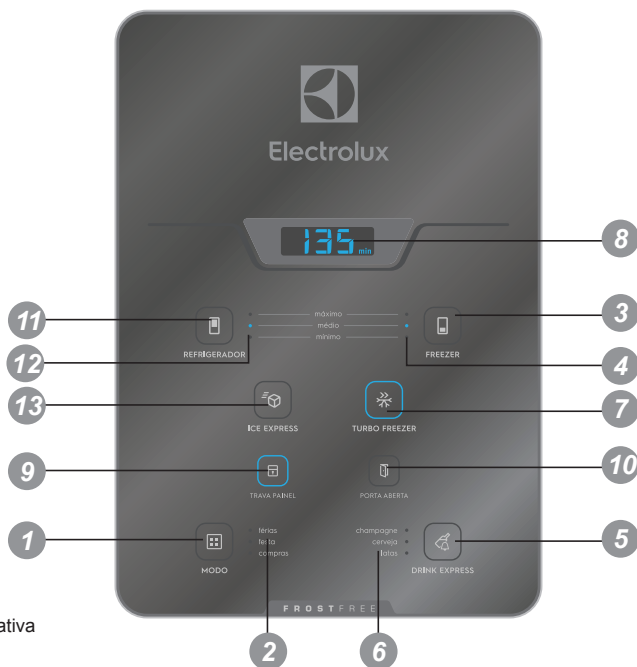 Electrolux
135 min
8
máximo
médio
mínimo
11
REFRIGERADOR
12
3
FREEZER
4
13
ICE EXPRESS
TURBO FREEZER
7
9
TRAVA PAINEL
PORTA ABERTA
10
1
MODO
férias
festa
compras
2
champagne
cerveja
latas
6
DRINK EXPRESS
5
FROSTFREE
ativa